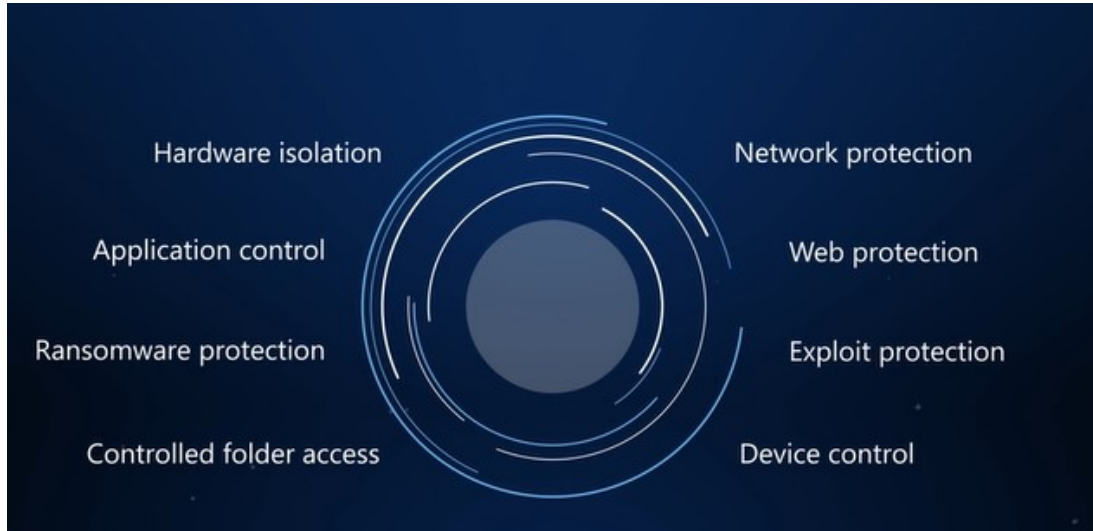 Hardware isolation
Application control
Ransomware protection
Controlled folder access
Network protection
Web protection
Exploit protection
Device control